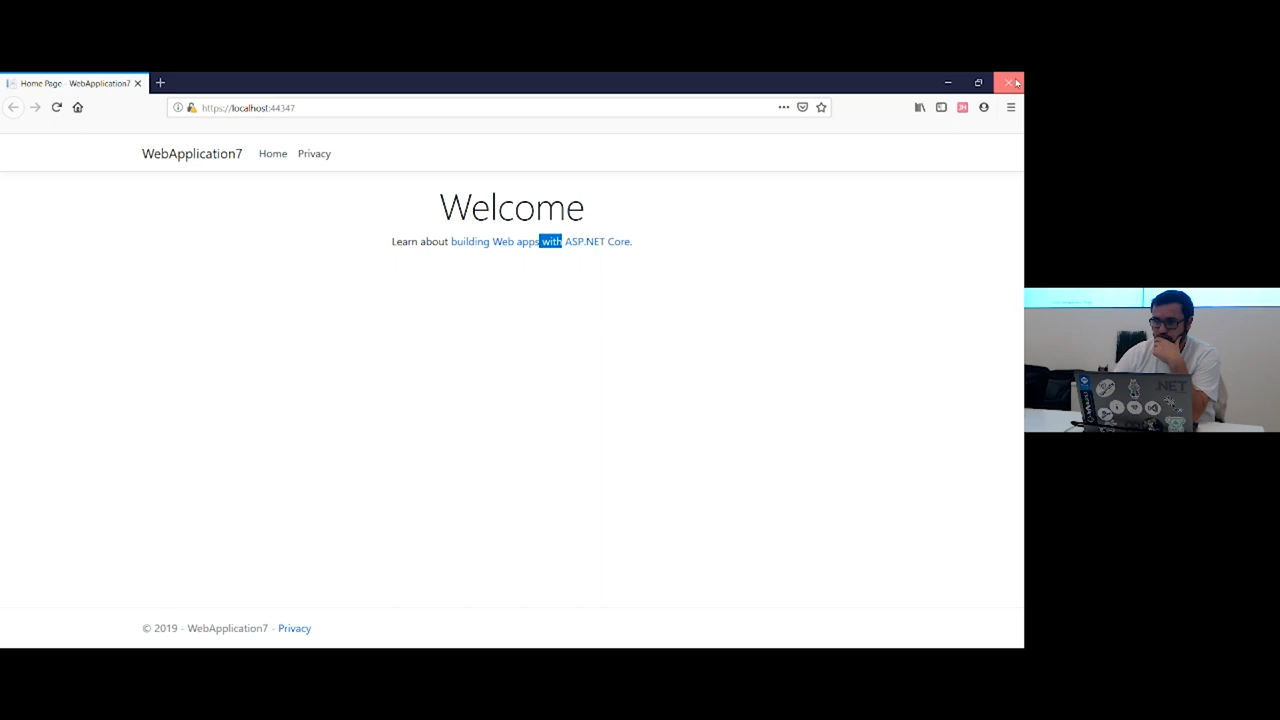 Home Page - WebApplication7
https://localhost:44347
WebApplication7 Home Privacy
Welcome
Learn about building Web apps with ASP.NET Core.
© 2019 - WebApplication7 - Privacy
.NET